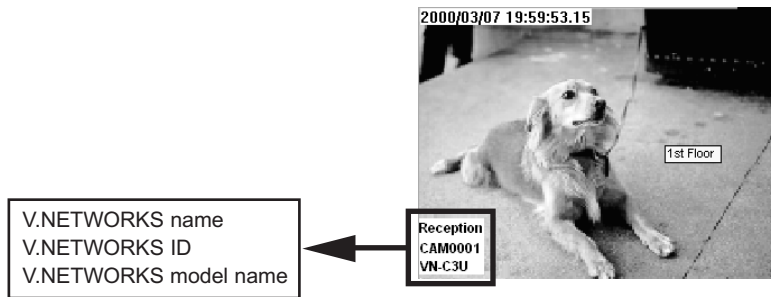 2000/03/07 19:59:53.15
1st Floor
Reception
CAM0001
VN-C3U
V.NETWORKS name
V.NETWORKS ID
V.NETWORKS model name